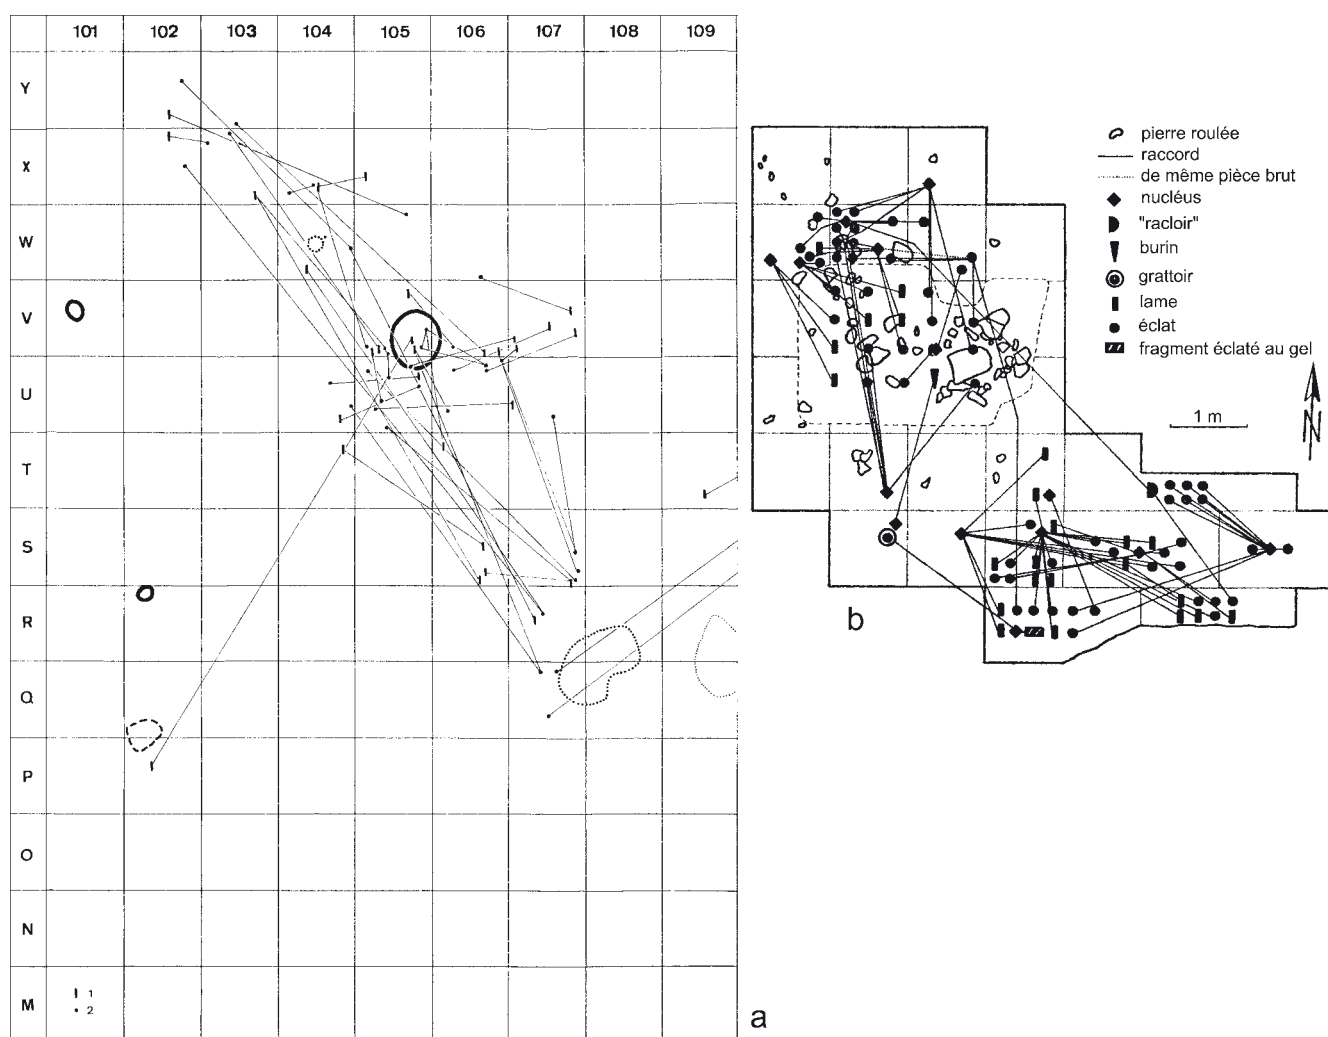 101 102 103 104 105 106 107 108 109
Y
X
W
V
U
T
S
R
Q
P
O
N
M
1
2
a
pierre roulée
raccord
de même pièce brut
nucléus
"racloir"
burin
grattoir
lame
éclat
fragment éclaté au gel
1 m
N
b